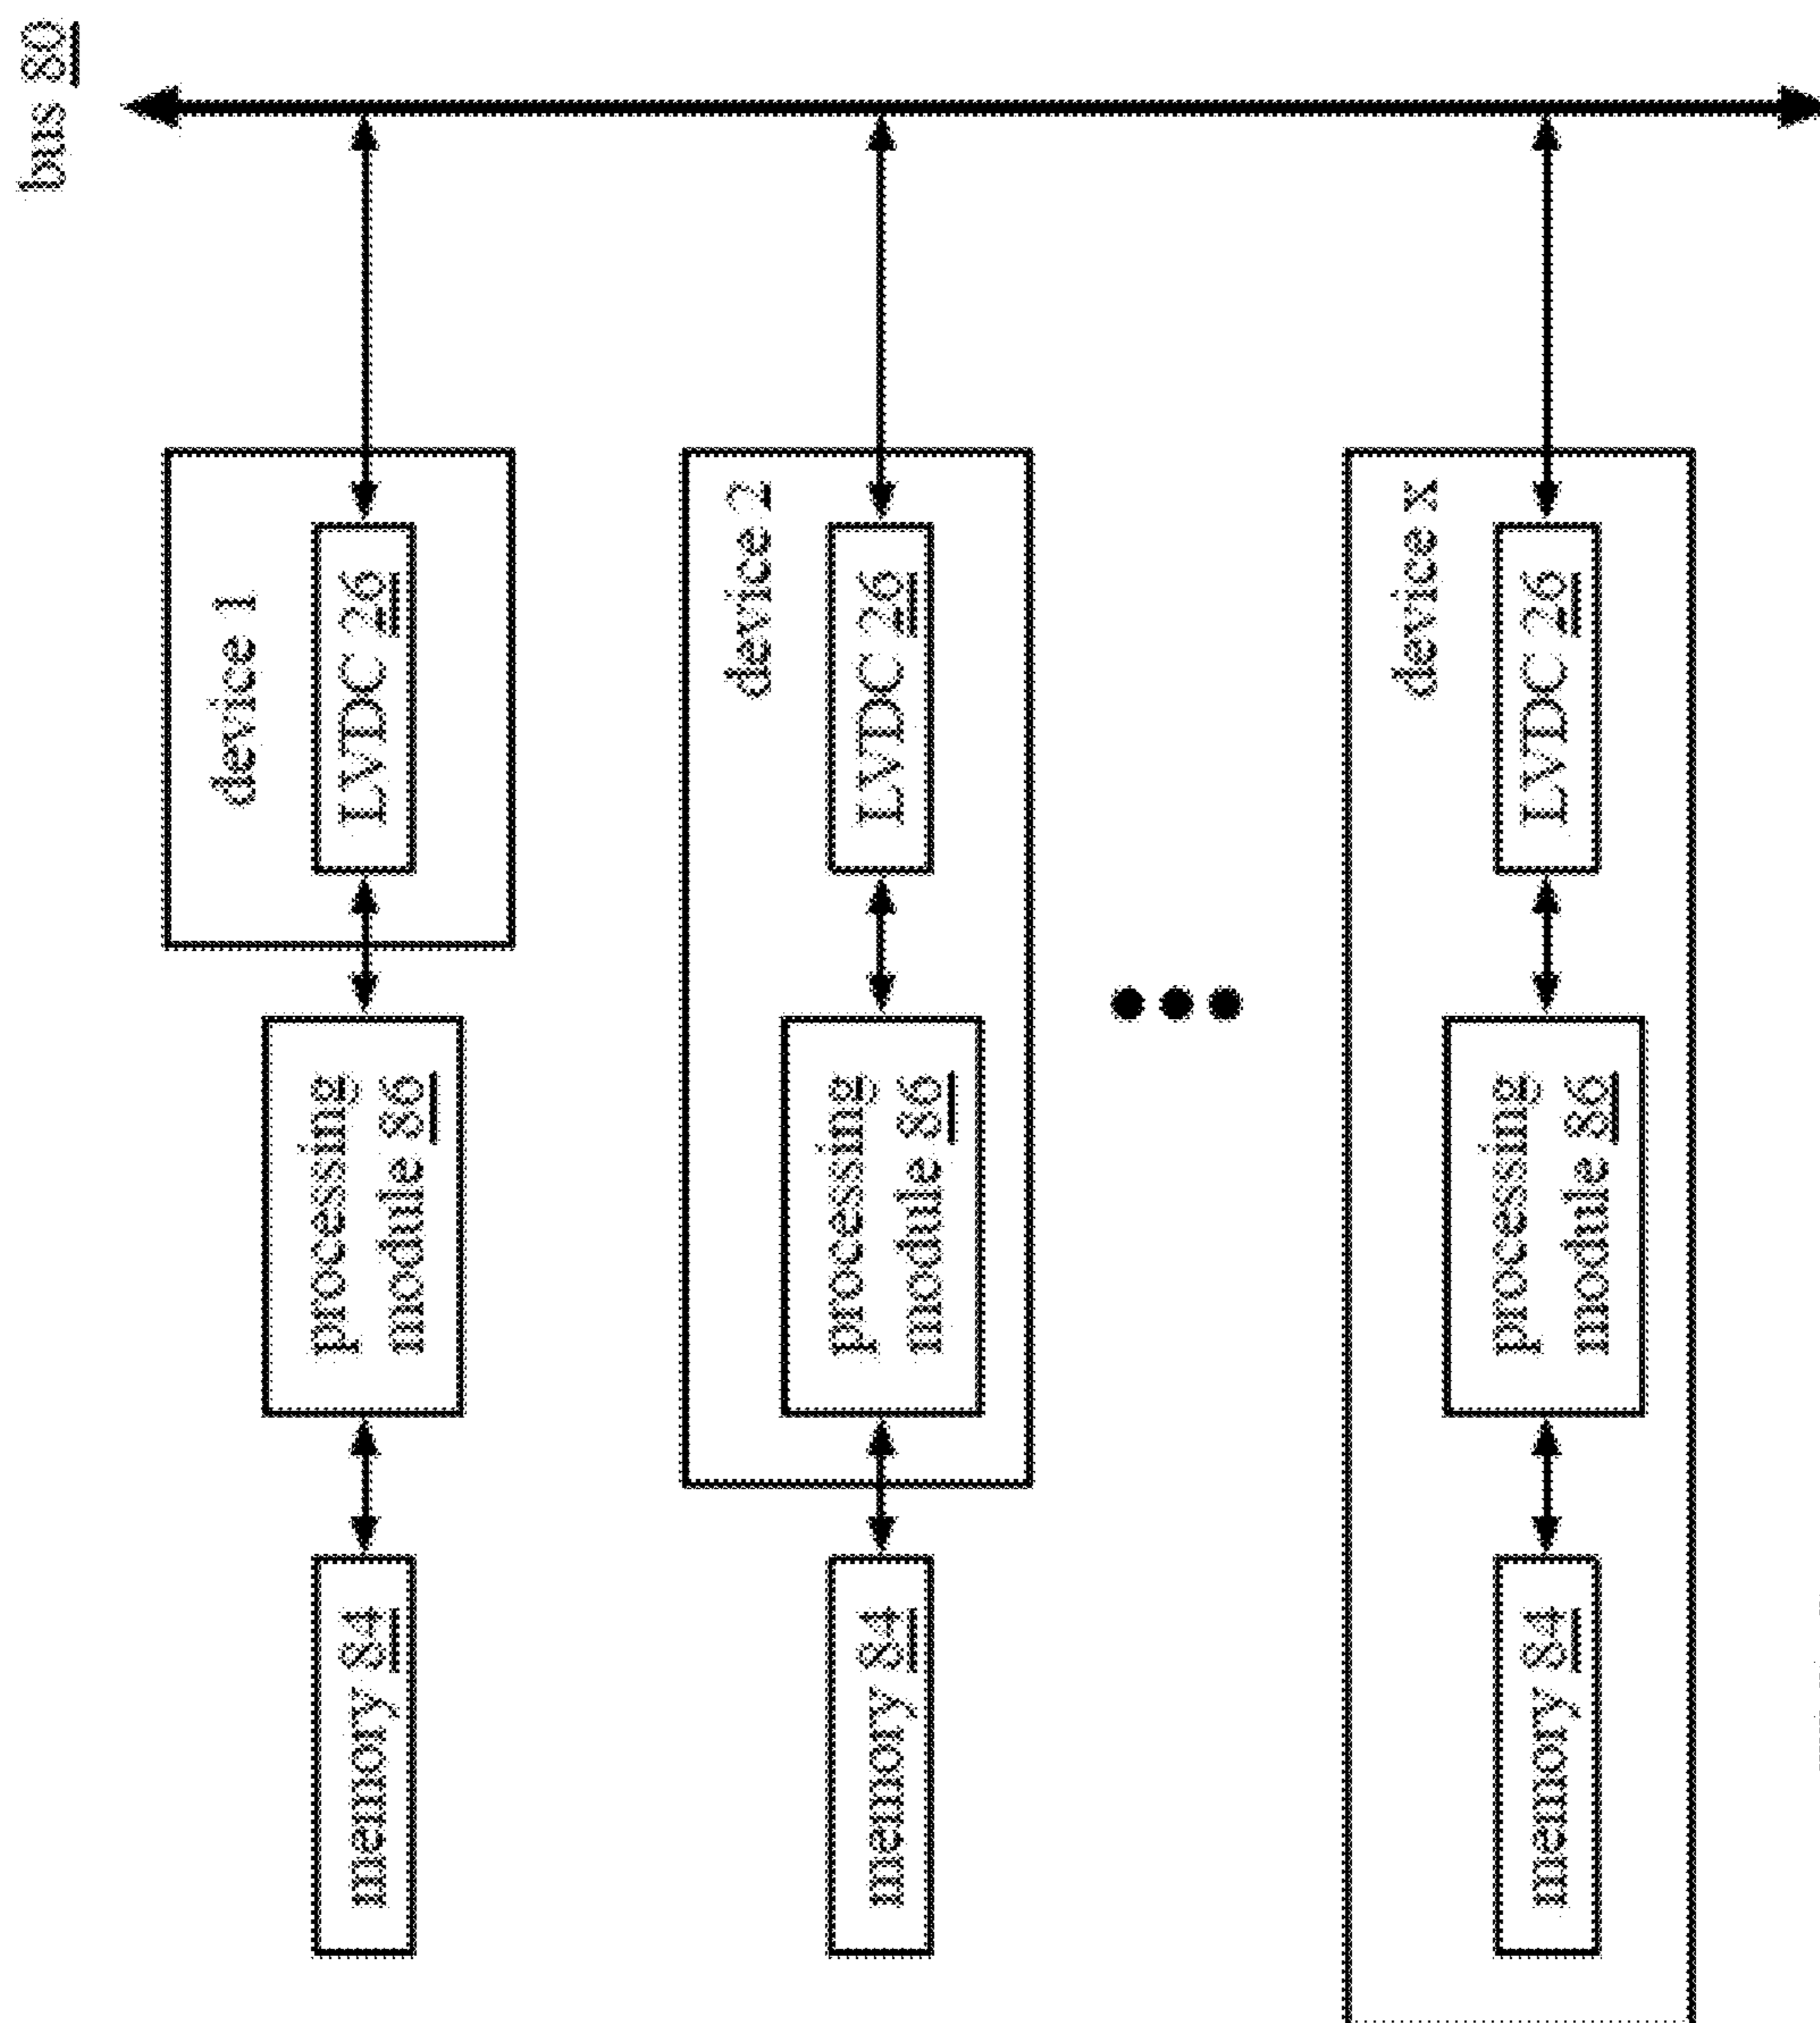 bus 80
device 1
memory 84
processing
module 86
LVDC 26
device 2
memory 84
processing
module 86
LVDC 26
device x
memory 84
processing
module 86
LVDC 26